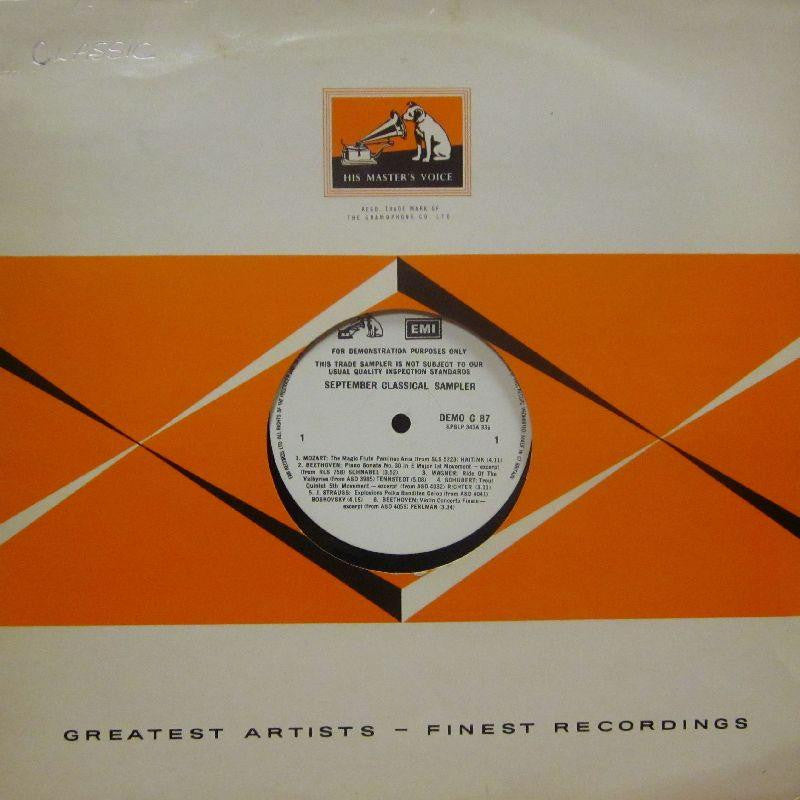 CLASSIC
HIS MASTER'S VOICE
REGD. TRADE MARK OF
THE GRAMOPHONE CO. LTD.
EMI
FOR DEMONSTRATION PURPOSES ONLY
THIS TRADE SAMPLER IS NOT SUBJECT TO OUR
USUAL QUALITY INSPECTION STANDARDS
SEPTEMBER CLASSICAL SAMPLER
DEMO C 87
1 1
1. MOZART: The Magic Flute Paminas Aria (from SLS 5223) HAITINK (4.11)
2. BEETHOVEN: Piano Sonata No. 30 in E Major 1st Movement — excerpt
(from RLS 758) SCHNABEL (3.52) 3. WAGNER: Ride Of The
Valkyries (from ASD 3985) TENNSTEDT (5.08) 4. SCHUBERT: Trout
Quintet 5th Movement — excerpt (from ASD 4032) RICHTER (3.11)
5. J. STRAUSS: Explosions Polka Banditen Galop (from ASD 4041)
BOSKOVSKY (4.15) 6. BEETHOVEN: Violin Concerto Finale —
excerpt (from ASD 4059) PERLMAN (3.34)
GREATEST ARTISTS – FINEST RECORDINGS